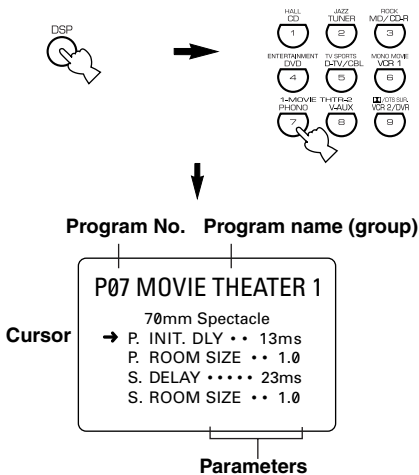 DSP
HALL JAZZ ROCK
CD TUNER MD/CD-R
1 2 3
ENTERTAINMENT TV SPORTS MONO MOVIE
DVD D-TV/CBL VCR 1
4 5 6
1-MOVIE THTR-2 /DTS SUR.
PHONO V-AUX VCR 2/DVR
7 8 9
Program No. Program name (group)
P07 MOVIE THEATER 1
70mm Spectacle
Cursor
➔ P. INIT. DLY •• 13ms
P. ROOM SIZE •• 1.0
S. DELAY ••••• 23ms
S. ROOM SIZE •• 1.0
Parameters